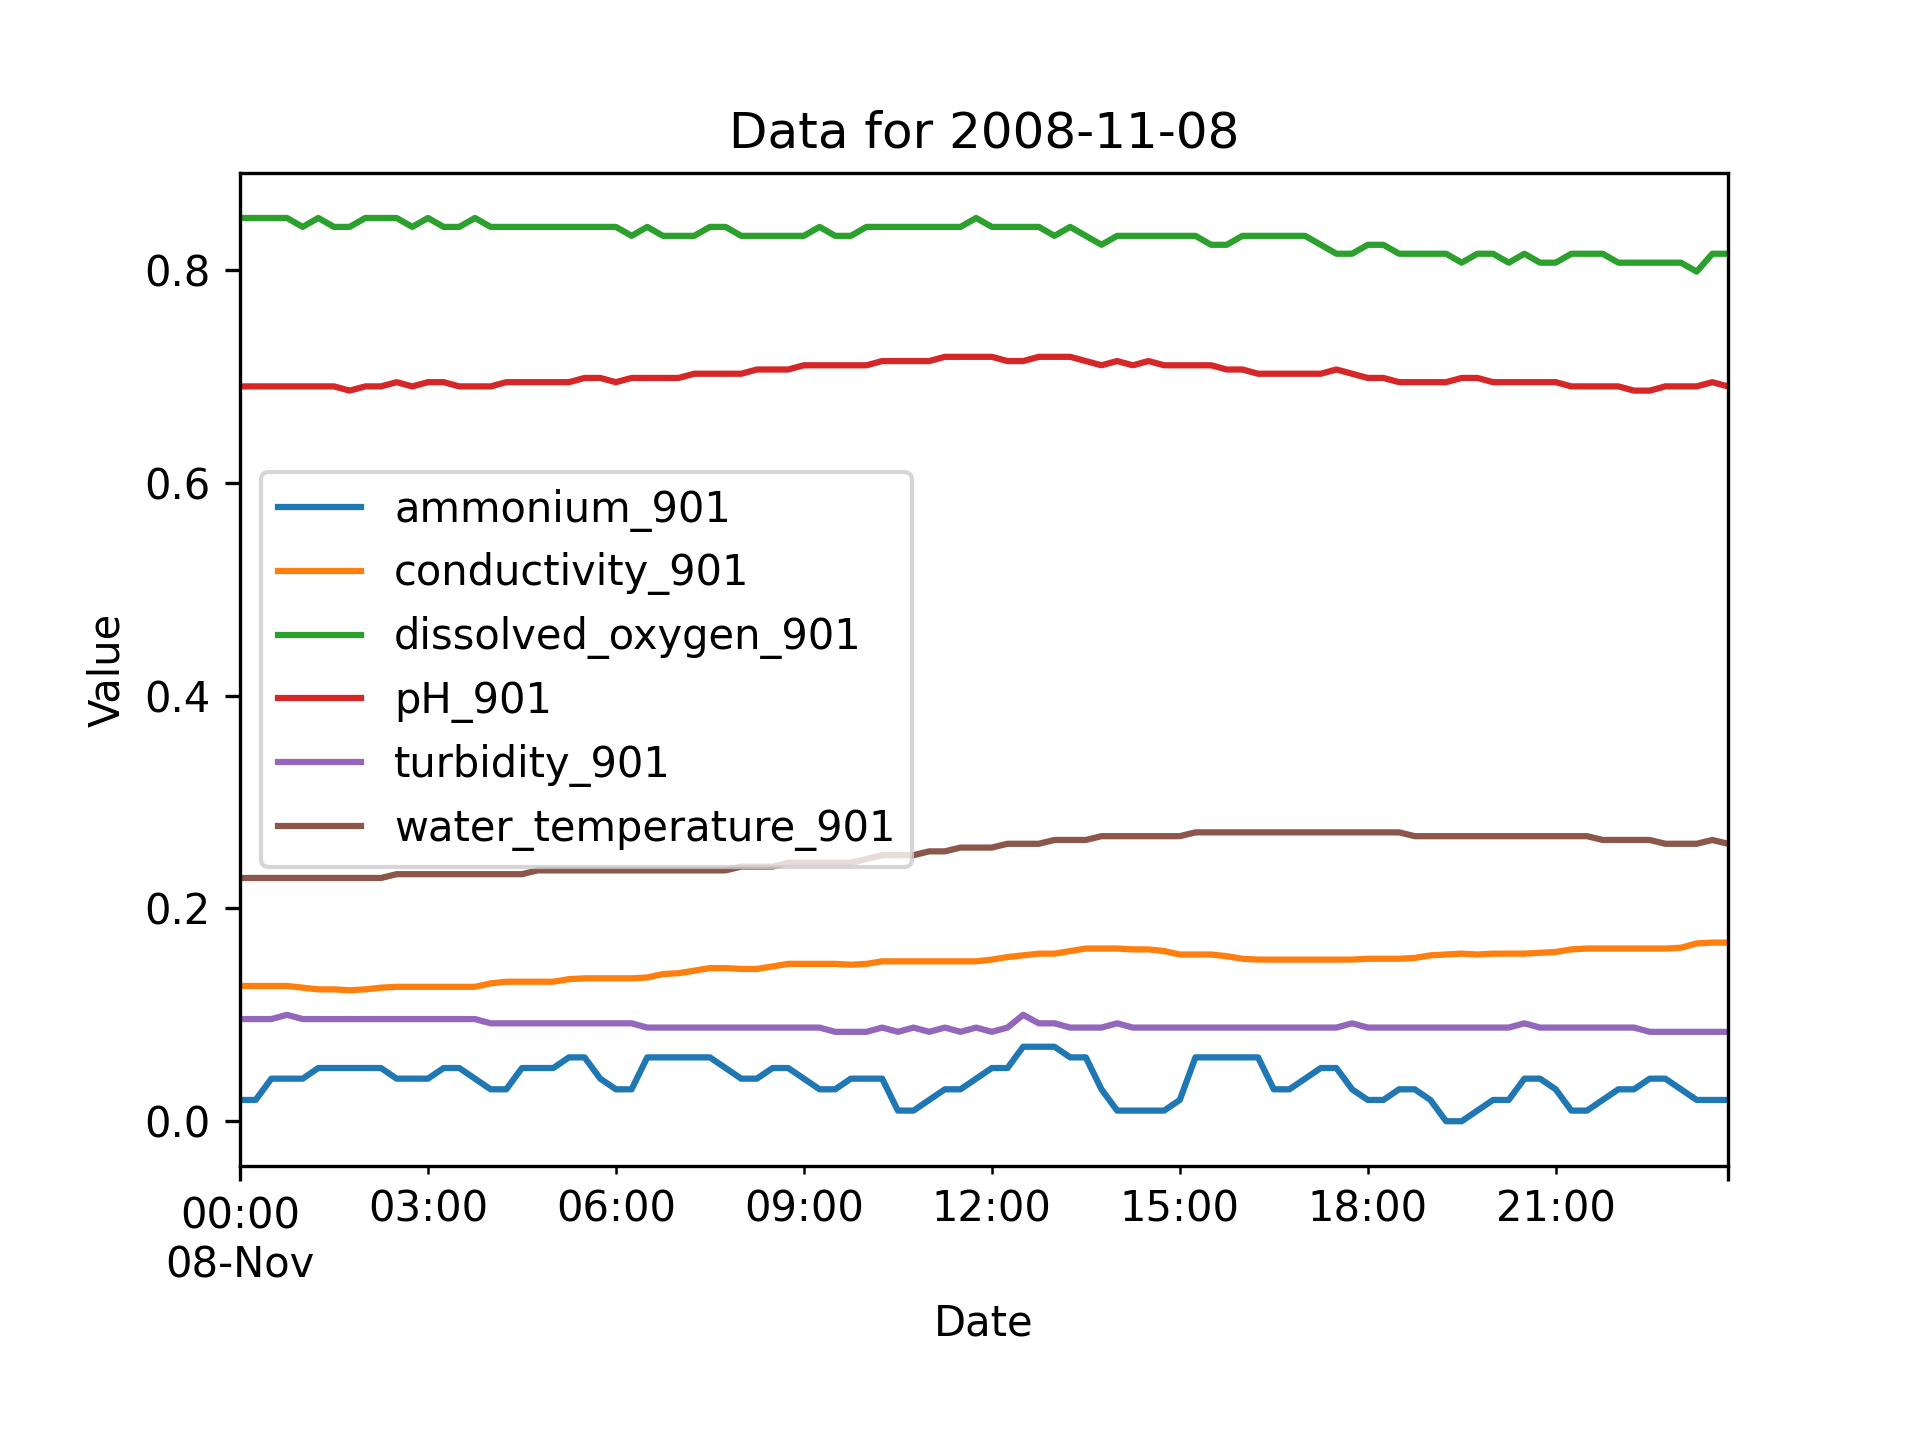 Data for 2008-11-08
Value
0.8
0.6
0.4
0.2
0.0
ammonium_901
conductivity_901
dissolved_oxygen_901
pH_901
turbidity_901
water_temperature_901
00:00 03:00 06:00 09:00 12:00 15:00 18:00 21:00
08-Nov
Date